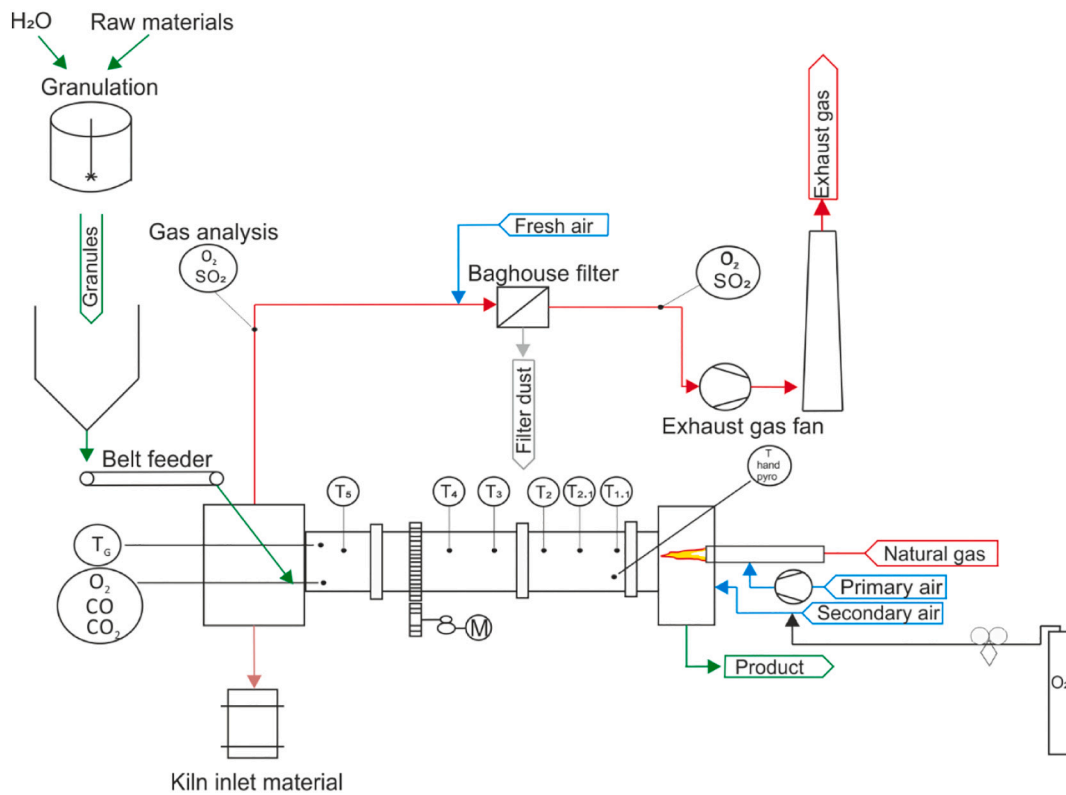 H₂O
Raw materials
Granulation
Granules
Gas analysis
O₂
SO₂
Fresh air
Baghouse filter
O₂
SO₂
Exhaust gas
Filter dust
Exhaust gas fan
Belt feeder
T
hand
pyro
T₅
T₄
T₃
T₂
T₂.₁
T₁.₁
T_G
O₂
CO
CO₂
Natural gas
Primary air
Secondary air
M
Product
O₂
Kiln inlet material